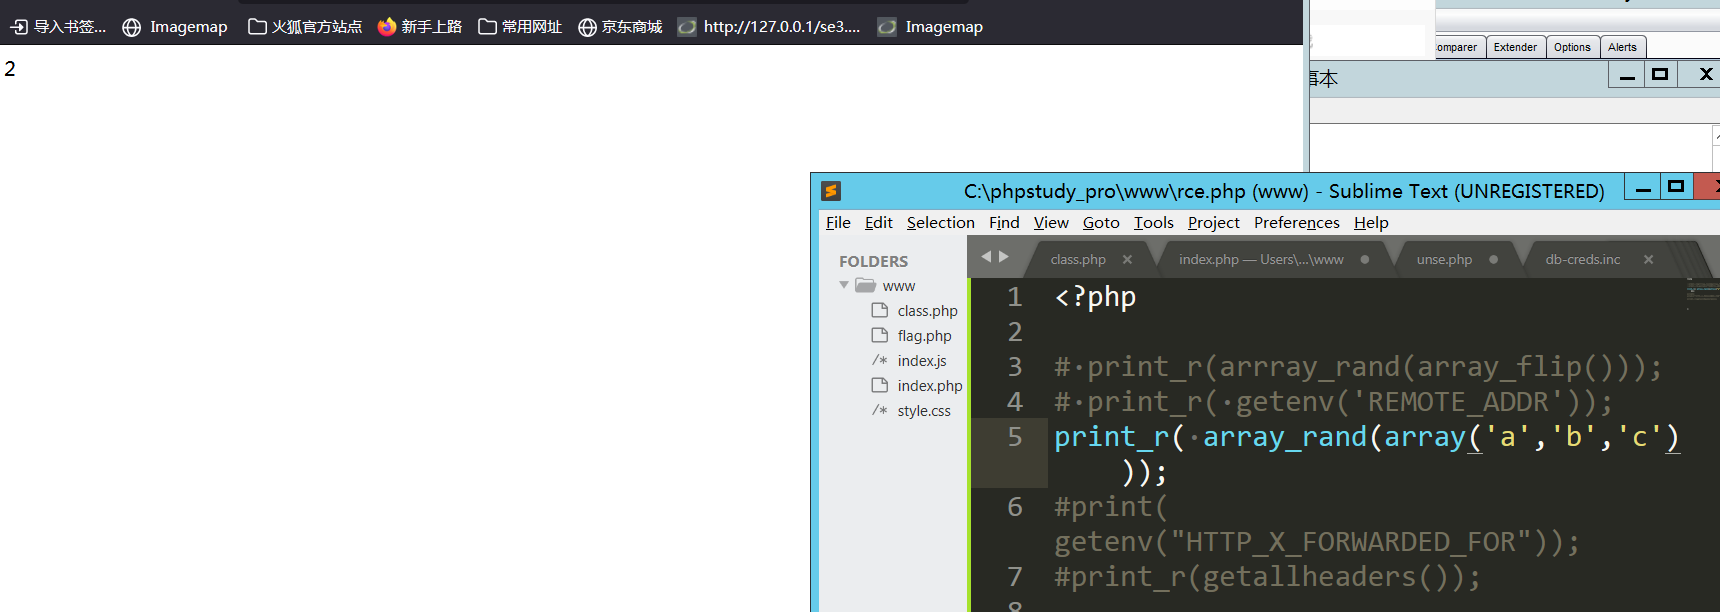 导入书签... Imagemap 火狐官方站点 新手上路 常用网址 京东商城 http://127.0.0.1/se3.... Imagemap
Extender Options Alerts
2
事本
C:\phpstudy_pro\www\rce.php (www) - Sublime Text (UNREGISTERED)
File Edit Selection Find View Goto Tools Project Preferences Help
FOLDERS
www
class.php
flag.php
index.js
index.php
style.css
class.php index.php — Users\...\www unse.php db-creds.inc
1 <?php
2
3 # print_r(arrray_rand(array_flip()));
4 # print_r( getenv('REMOTE_ADDR'));
5 print_r( array_rand(array('a','b','c')
));
6 #print(
getenv("HTTP_X_FORWARDED_FOR"));
7 #print_r(getallheaders());
8